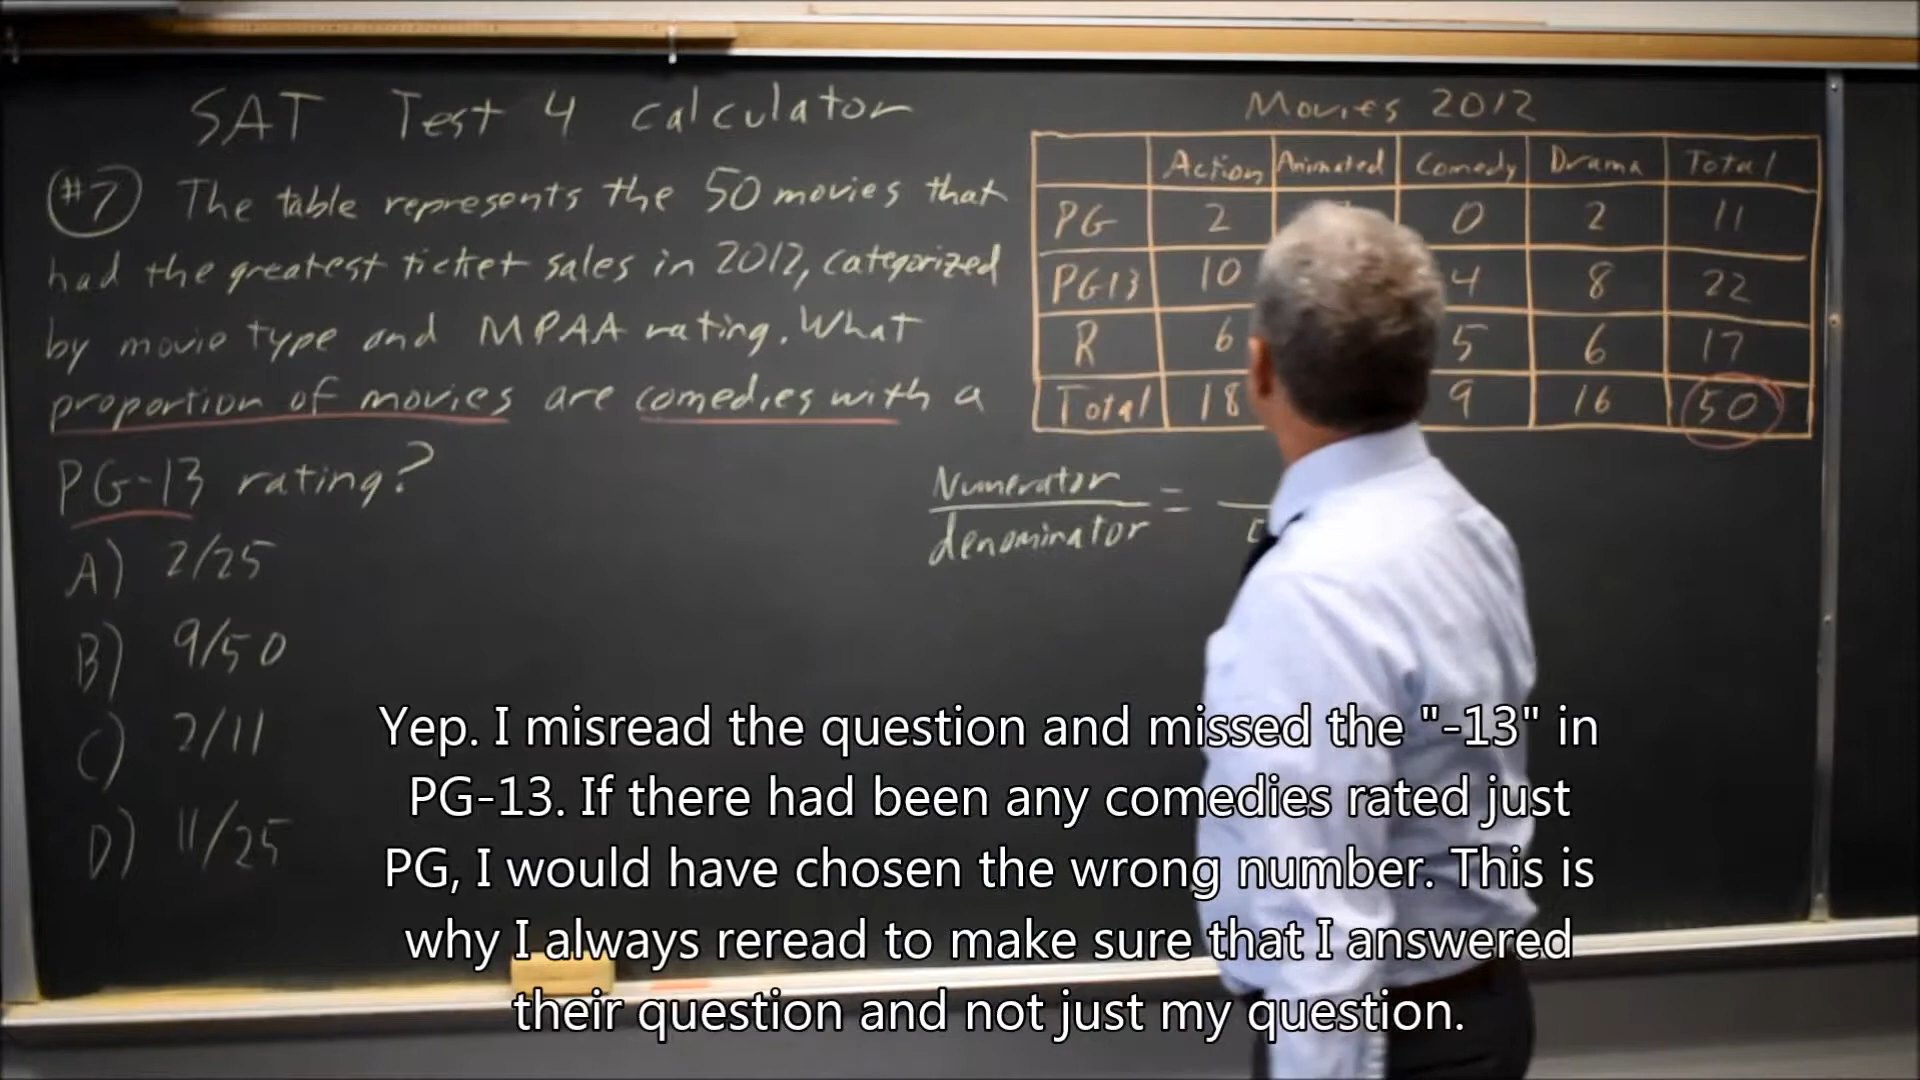 SAT Test 4 calculator
#7 The table represents the 50 movies that
had the greatest ticket sales in 2012, categorized
by movie type and MPAA rating. What
proportion of movies are comedies with a
PG-13 rating?
A) 2/25
B) 9/50
C) 2/11
D) 11/25
Movies 2012
Action Animated Comedy Drama Total
PG 2 0 2 11
PG13 10 4 8 22
R 6 5 6 17
Total 18 9 16 50
Numerator =
denominator
Yep. I misread the question and missed the "-13" in
PG-13. If there had been any comedies rated just
PG, I would have chosen the wrong number. This is
why I always reread to make sure that I answered
their question and not just my question.